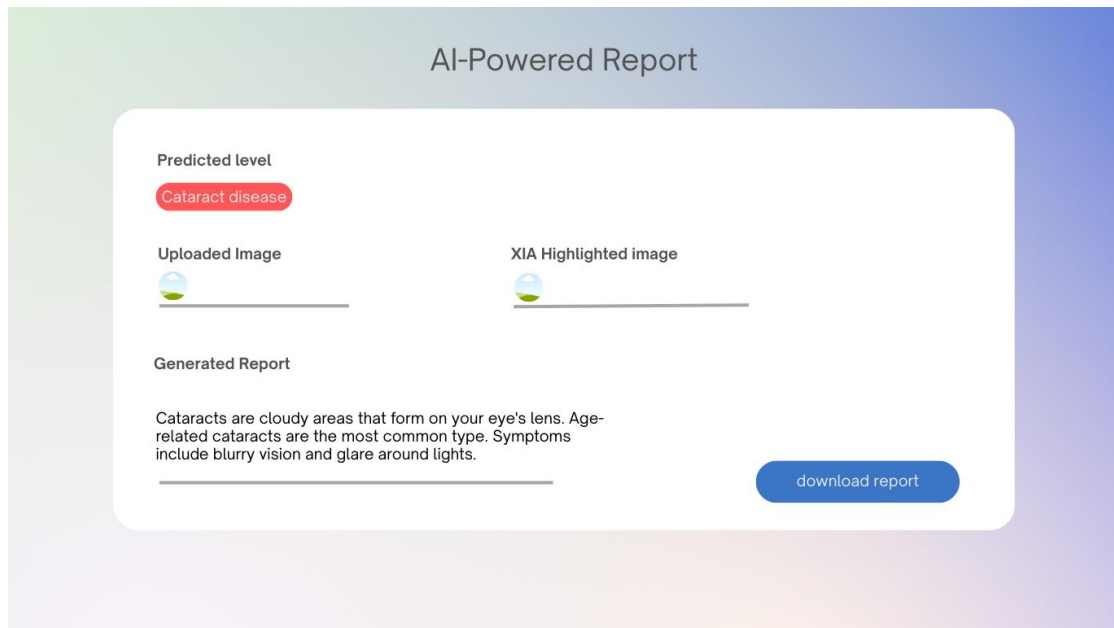 AI-Powered Report
Predicted level
Cataract disease
Uploaded Image
XIA Highlighted image
Generated Report
Cataracts are cloudy areas that form on your eye's lens. Age-
related cataracts are the most common type. Symptoms
include blurry vision and glare around lights.
download report